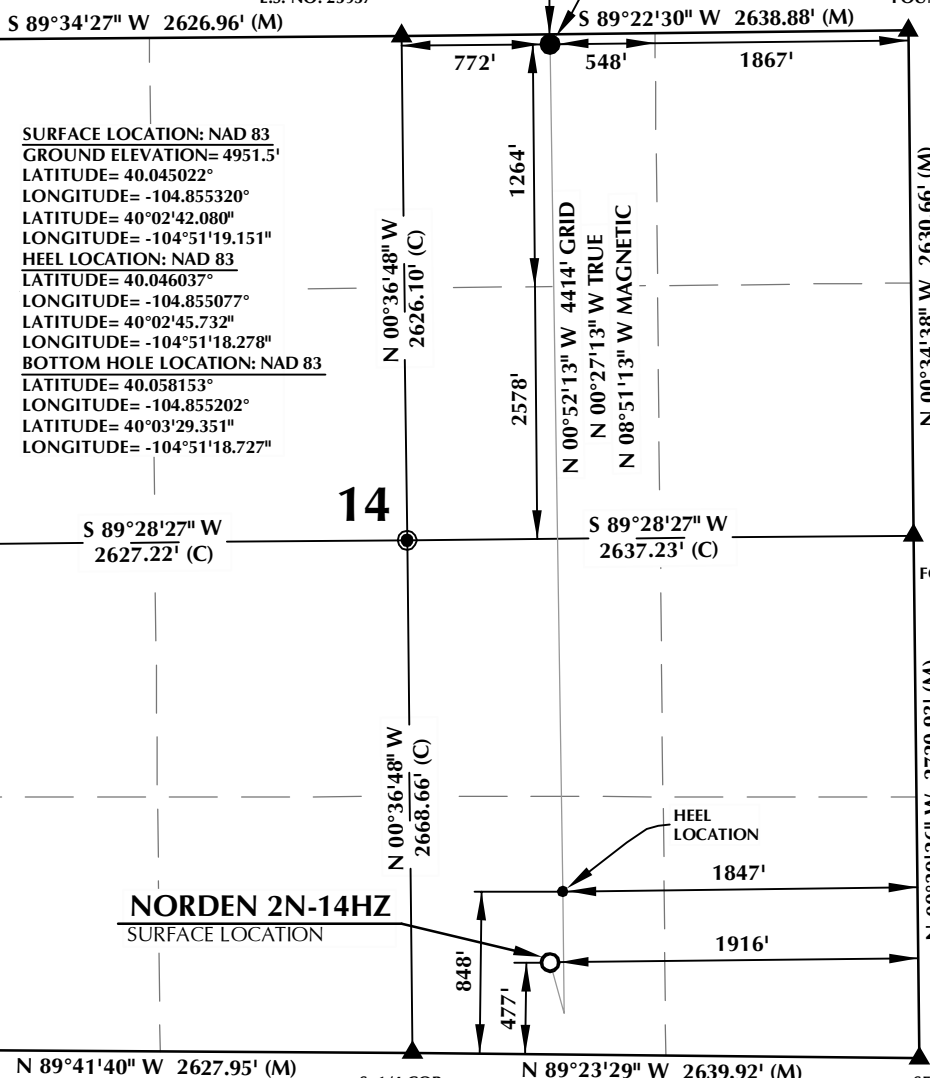 S 89°34'27" W 2626.96' (M)
S 89°22'30" W 2638.88' (M)
772'
548'
1867'
SURFACE LOCATION: NAD 83
GROUND ELEVATION= 4951.5'
LATITUDE= 40.045022°
LONGITUDE= -104.855320°
LATITUDE= 40°02'42.080"
LONGITUDE= -104°51'19.151"
HEEL LOCATION: NAD 83
LATITUDE= 40.046037°
LONGITUDE= -104.855077°
LATITUDE= 40°02'45.732"
LONGITUDE= -104°51'18.278"
BOTTOM HOLE LOCATION: NAD 83
LATITUDE= 40.058153°
LONGITUDE= -104.855202°
LATITUDE= 40°03'29.351"
LONGITUDE= -104°51'18.727"
N 00°36'48" W
2626.10' (C)
1264'
2578'
N 00°52'13" W 4414' GRID
N 00°27'13" W TRUE
N 08°51'13" W MAGNETIC
N 00°34'38" W 2630.66' (M)
14
S 89°28'27" W
2627.22' (C)
S 89°28'27" W
2637.23' (C)
N 00°36'48" W
2668.66' (C)
HEEL
LOCATION
1847'
NORDEN 2N-14HZ
SURFACE LOCATION
1916'
848'
477'
N 89°41'40" W 2627.95' (M)
N 89°23'29" W 2639.92' (M)